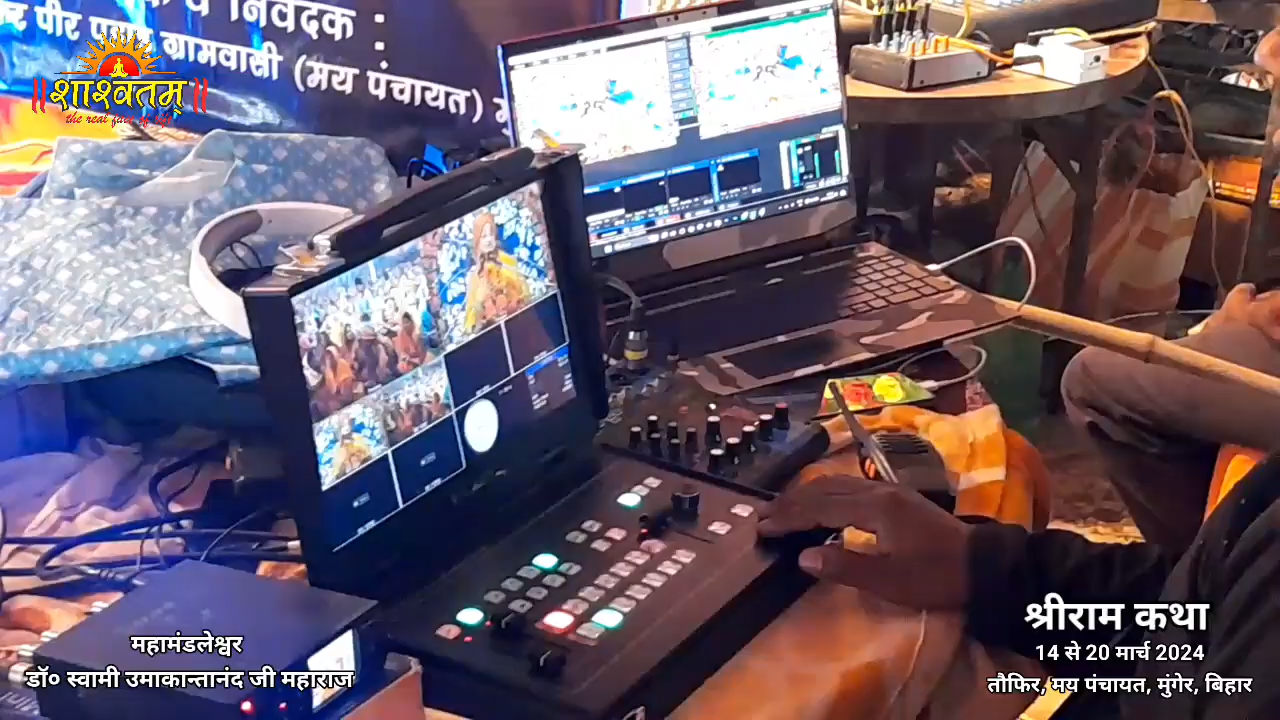 व निवेदक :
ग्रामवासी (मय पंचायत)
||शाश्वतम्||
the real face of life
महामंडलेश्वर
डॉ० स्वामी उमाकान्तानंद जी महाराज
श्रीराम कथा
14 से 20 मार्च 2024
तौफिर, मय पंचायत, मुंगेर, बिहार